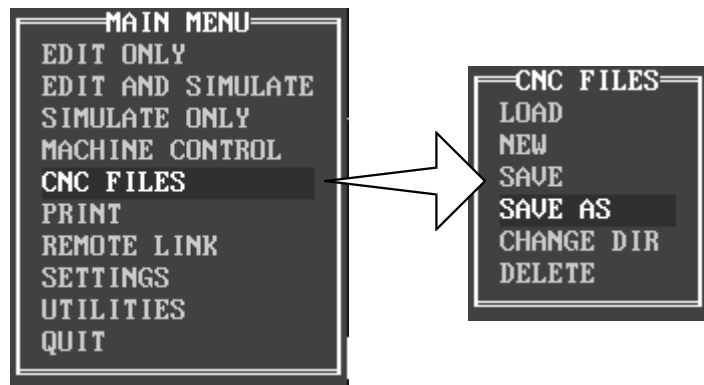 MAIN MENU
EDIT ONLY
EDIT AND SIMULATE
SIMULATE ONLY
MACHINE CONTROL
CNC FILES
PRINT
REMOTE LINK
SETTINGS
UTILITIES
QUIT
CNC FILES
LOAD
NEW
SAVE
SAVE AS
CHANGE DIR
DELETE